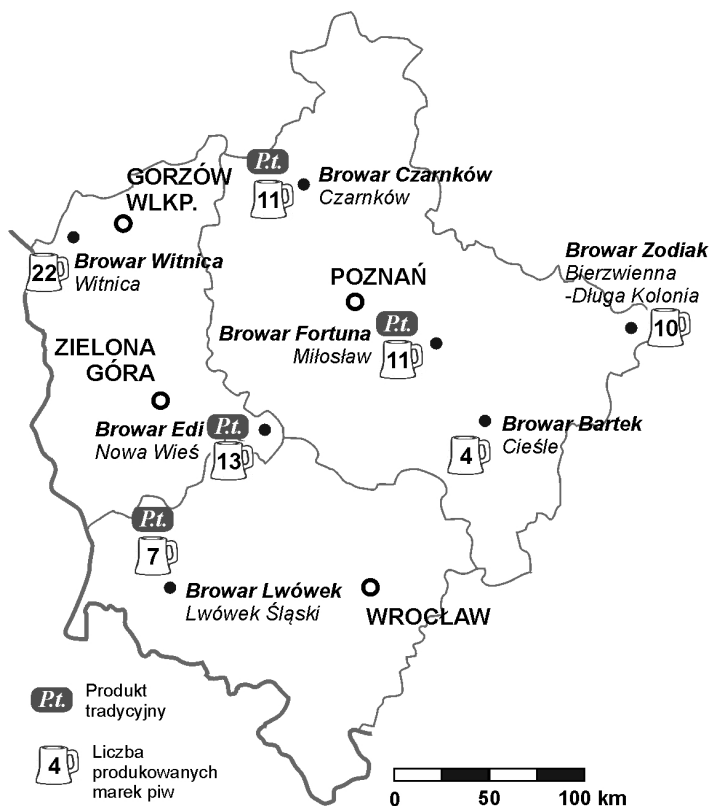 P.t.
11
Browar Czarnków
Czarnków
GORZÓW
WLKP.
22
Browar Witnica
Witnica
Browar Zodiak
Bierzwienna
-Długa Kolonia
10
POZNAŃ
Browar Fortuna
Miłosław
P.t.
11
ZIELONA
GÓRA
Browar Edi
Nowa Wieś
P.t.
13
Browar Bartek
Cieśle
4
P.t.
7
Browar Lwówek
Lwówek Śląski
WROCŁAW
P.t.
Produkt
tradycyjny
4
Liczba
produkowanych
marek piw
0
50
100 km